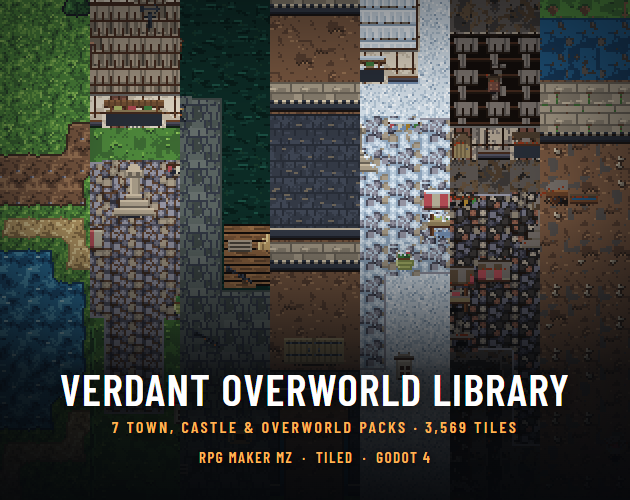 VERDANT OVERWORLD LIBRARY
7 TOWN, CASTLE & OVERWORLD PACKS · 3,569 TILES
RPG MAKER MZ · TILED · GODOT 4